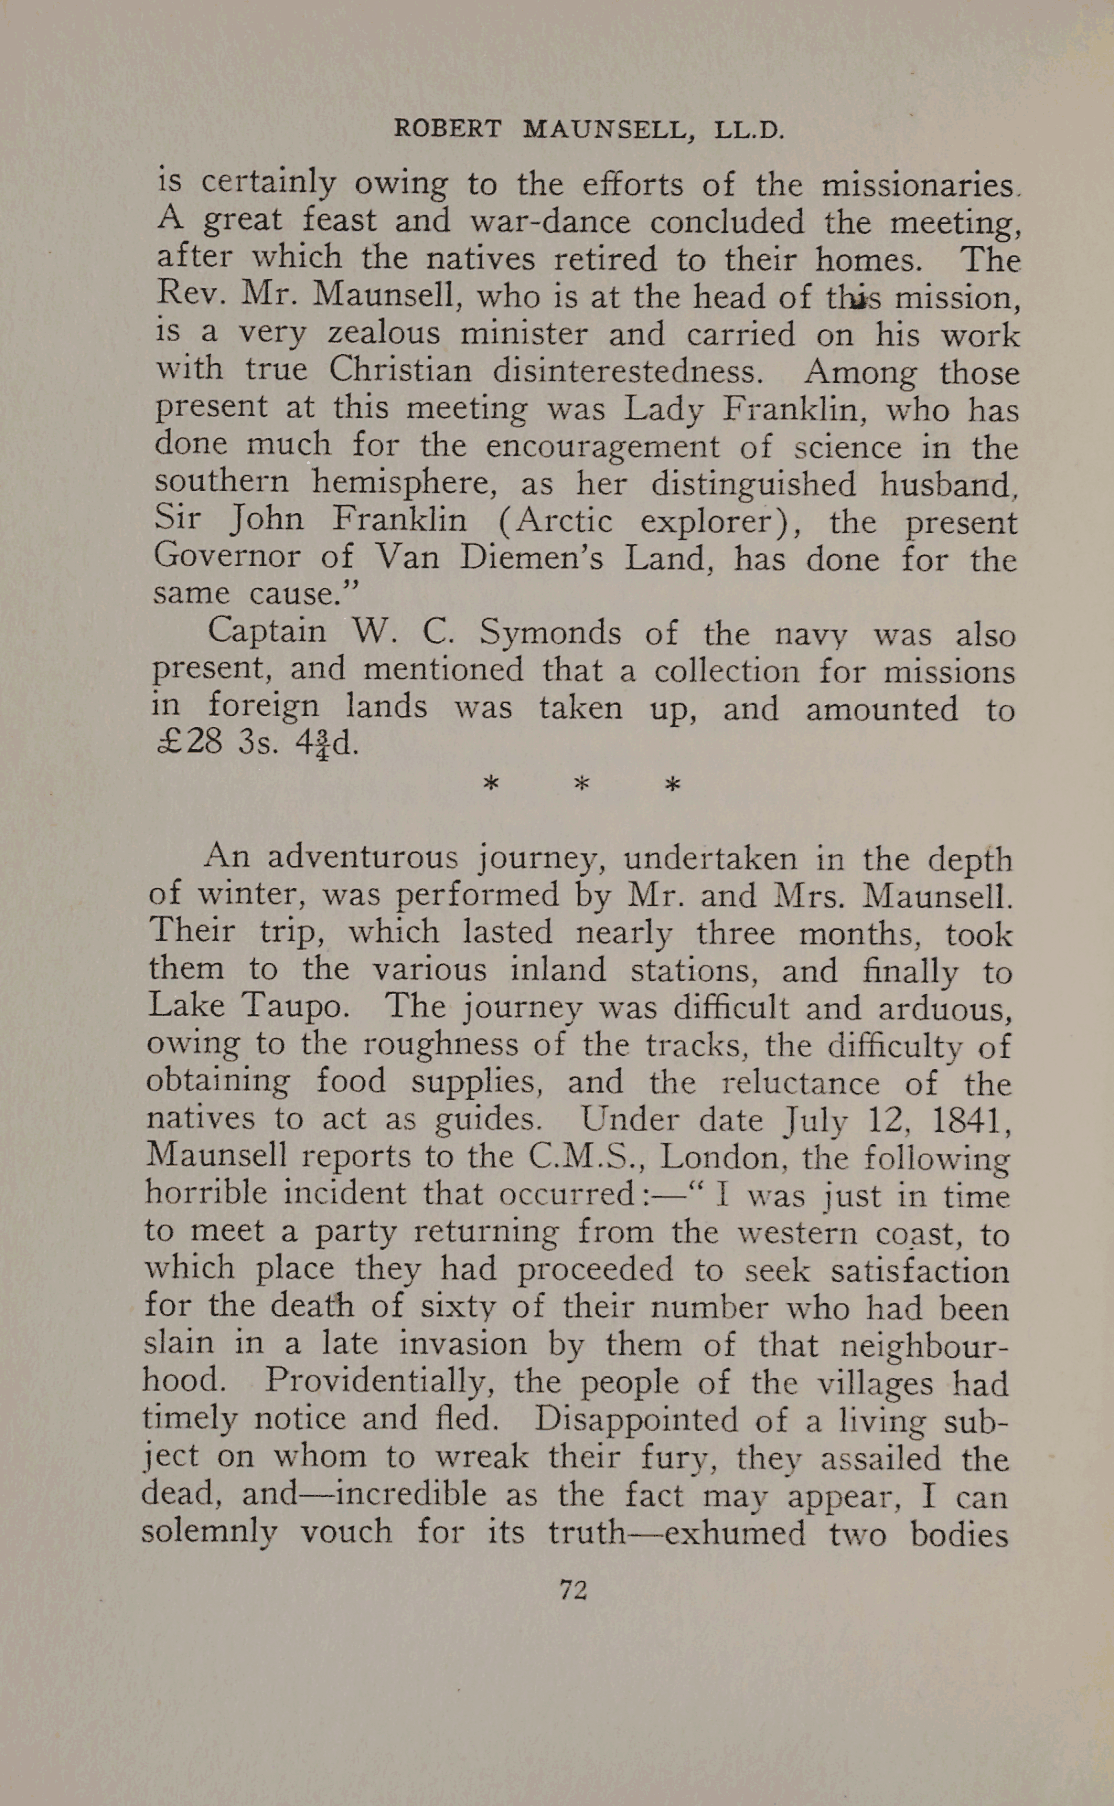 ROBERT MAUNSELL, LL.D.
is certainly owing to the efforts of the missionaries.
A great feast and war-dance concluded the meeting,
after which the natives retired to their homes. The
Rev. Mr. Maunsell, who is at the head of this mission,
is a very zealous minister and carried on his work
with true Christian disinterestedness. Among those
present at this meeting was Lady Franklin, who has
done much for the encouragement of science in the
southern hemisphere, as her distinguished husband,
Sir John Franklin (Arctic explorer), the present
Governor of Van Diemen's Land, has done for the
same cause."
Captain W. C. Symonds of the navy was also
present, and mentioned that a collection for missions
in foreign lands was taken up, and amounted to
£28 3s. 4¾d.
* * *
An adventurous journey, undertaken in the depth
of winter, was performed by Mr. and Mrs. Maunsell.
Their trip, which lasted nearly three months, took
them to the various inland stations, and finally to
Lake Taupo. The journey was difficult and arduous,
owing to the roughness of the tracks, the difficulty of
obtaining food supplies, and the reluctance of the
natives to act as guides. Under date July 12, 1841,
Maunsell reports to the C.M.S., London, the following
horrible incident that occurred:—" I was just in time
to meet a party returning from the western coast, to
which place they had proceeded to seek satisfaction
for the death of sixty of their number who had been
slain in a late invasion by them of that neighbour-
hood. Providentially, the people of the villages had
timely notice and fled. Disappointed of a living sub-
ject on whom to wreak their fury, they assailed the
dead, and—incredible as the fact may appear, I can
solemnly vouch for its truth—exhumed two bodies
72